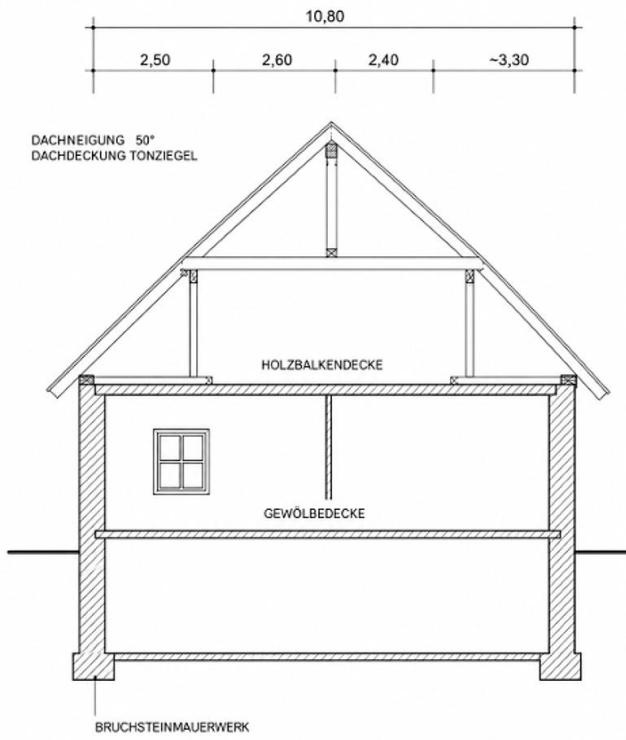 10,80
2,50 2,60 2,40 ~3,30
DACHNEIGUNG 50°
DACHDECKUNG TONZIEGEL
HOLZBALKENDECKE
GEWÖLBEDECKE
BRUCHSTEINMAUERWERK